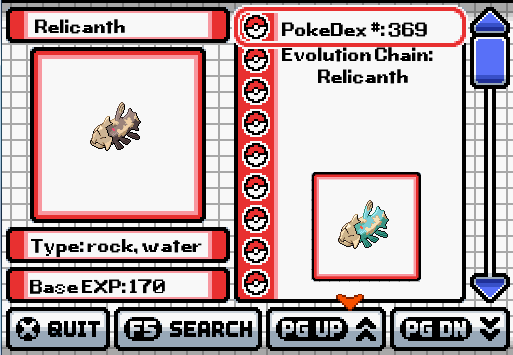 Relicanth
PokeDex #:369
Evolution Chain:
Relicanth
Type:rock, water
Base EXP:170
X QUIT
F5 SEARCH
PG UP
PG DN